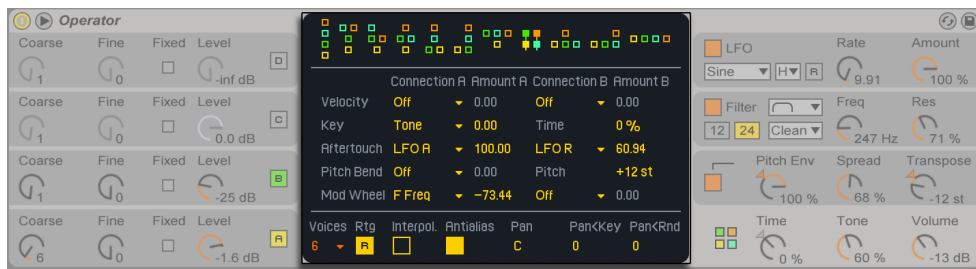 Operator
Coarse Fine Fixed Level
1 0 -inf dB D
Coarse Fine Fixed Level
1 0 0.0 dB C
Coarse Fine Fixed Level
1 0 -25 dB B
Coarse Fine Fixed Level
6 0 -1.6 dB A
Connection A Amount A Connection B Amount B
Velocity Off 0.00 Off 0.00
Key Tone 0.00 Time 0 %
Aftertouch LFO A 100.00 LFO R 60.94
Pitch Bend Off 0.00 Pitch +12 st
Mod Wheel F Freq -73.44 Off 0.00
Voices Rtg Interpol. Antialias Pan Pan<Key Pan<Rnd
6 R C 0 0
LFO Rate Amount
Sine H R 9.91 100 %
Filter Freq Res
12 24 Clean 247 Hz 71 %
Pitch Env Spread Transpose
100 % 68 % -12 st
Time Tone Volume
0 % 60 % -13 dB